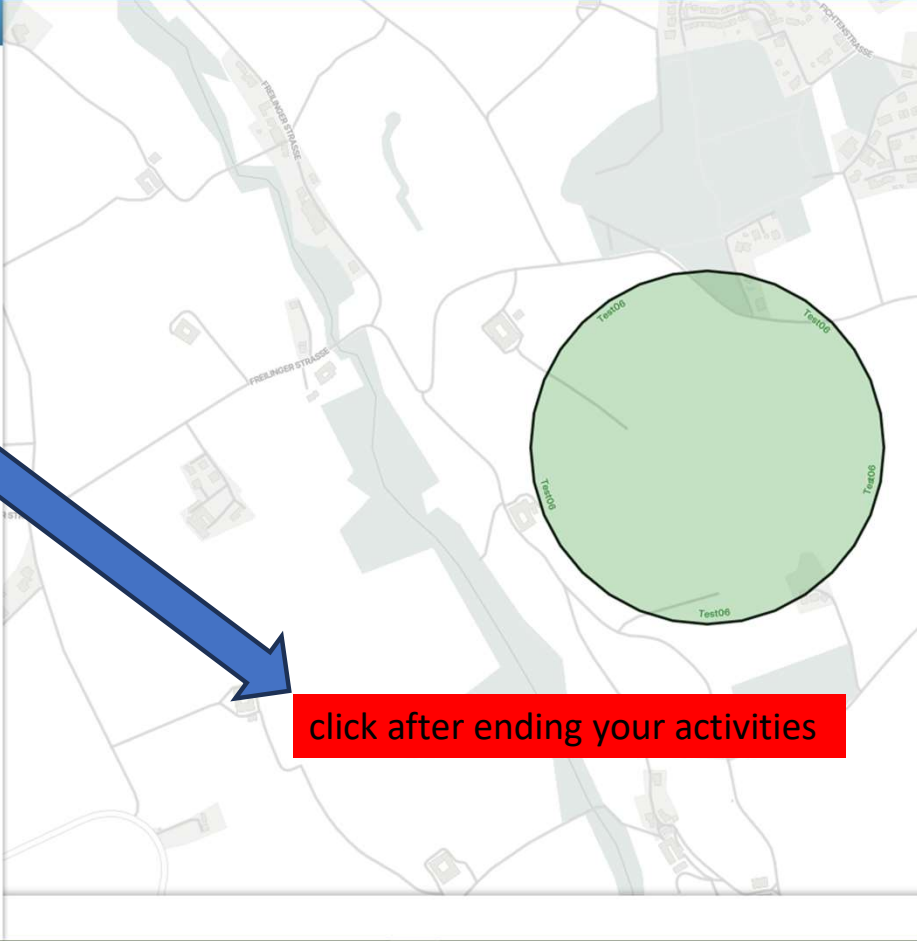 FICHTENSTRASSE
FREILINGER STRASSE
Test06
Test06
FREILINGER STRASSE
Test06
Test06
Test06
click after ending your activities